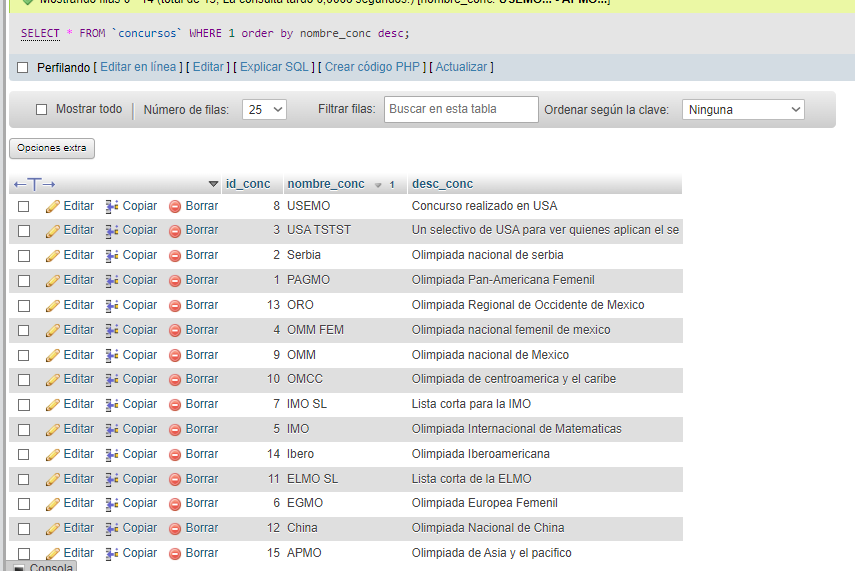 Mostrando filas 0 - 14 (total de 15, La consulta tardó 0,0006 segundos.) [nombre_conc: USEMO... - APMO...]
SELECT * FROM `concursos` WHERE 1 order by nombre_conc desc;
Perfilando [ Editar en línea ] [ Editar ] [ Explicar SQL ] [ Crear código PHP ] [ Actualizar ]
Mostrar todo Número de filas: 25 Filtrar filas: Buscar en esta tabla Ordenar según la clave: Ninguna
Opciones extra
←T→ id_conc nombre_conc 1 desc_conc
Editar Copiar Borrar 8 USEMO Concurso realizado en USA
Editar Copiar Borrar 3 USA TSTST Un selectivo de USA para ver quienes aplican el se
Editar Copiar Borrar 2 Serbia Olimpiada nacional de serbia
Editar Copiar Borrar 1 PAGMO Olimpiada Pan-Americana Femenil
Editar Copiar Borrar 13 ORO Olimpiada Regional de Occidente de Mexico
Editar Copiar Borrar 4 OMM FEM Olimpiada nacional femenil de mexico
Editar Copiar Borrar 9 OMM Olimpiada nacional de Mexico
Editar Copiar Borrar 10 OMCC Olimpiada de centroamerica y el caribe
Editar Copiar Borrar 7 IMO SL Lista corta para la IMO
Editar Copiar Borrar 5 IMO Olimpiada Internacional de Matematicas
Editar Copiar Borrar 14 Ibero Olimpiada Iberoamericana
Editar Copiar Borrar 11 ELMO SL Lista corta de la ELMO
Editar Copiar Borrar 6 EGMO Olimpiada Europea Femenil
Editar Copiar Borrar 12 China Olimpiada Nacional de China
Editar Copiar Borrar 15 APMO Olimpiada de Asia y el pacifico
Consola